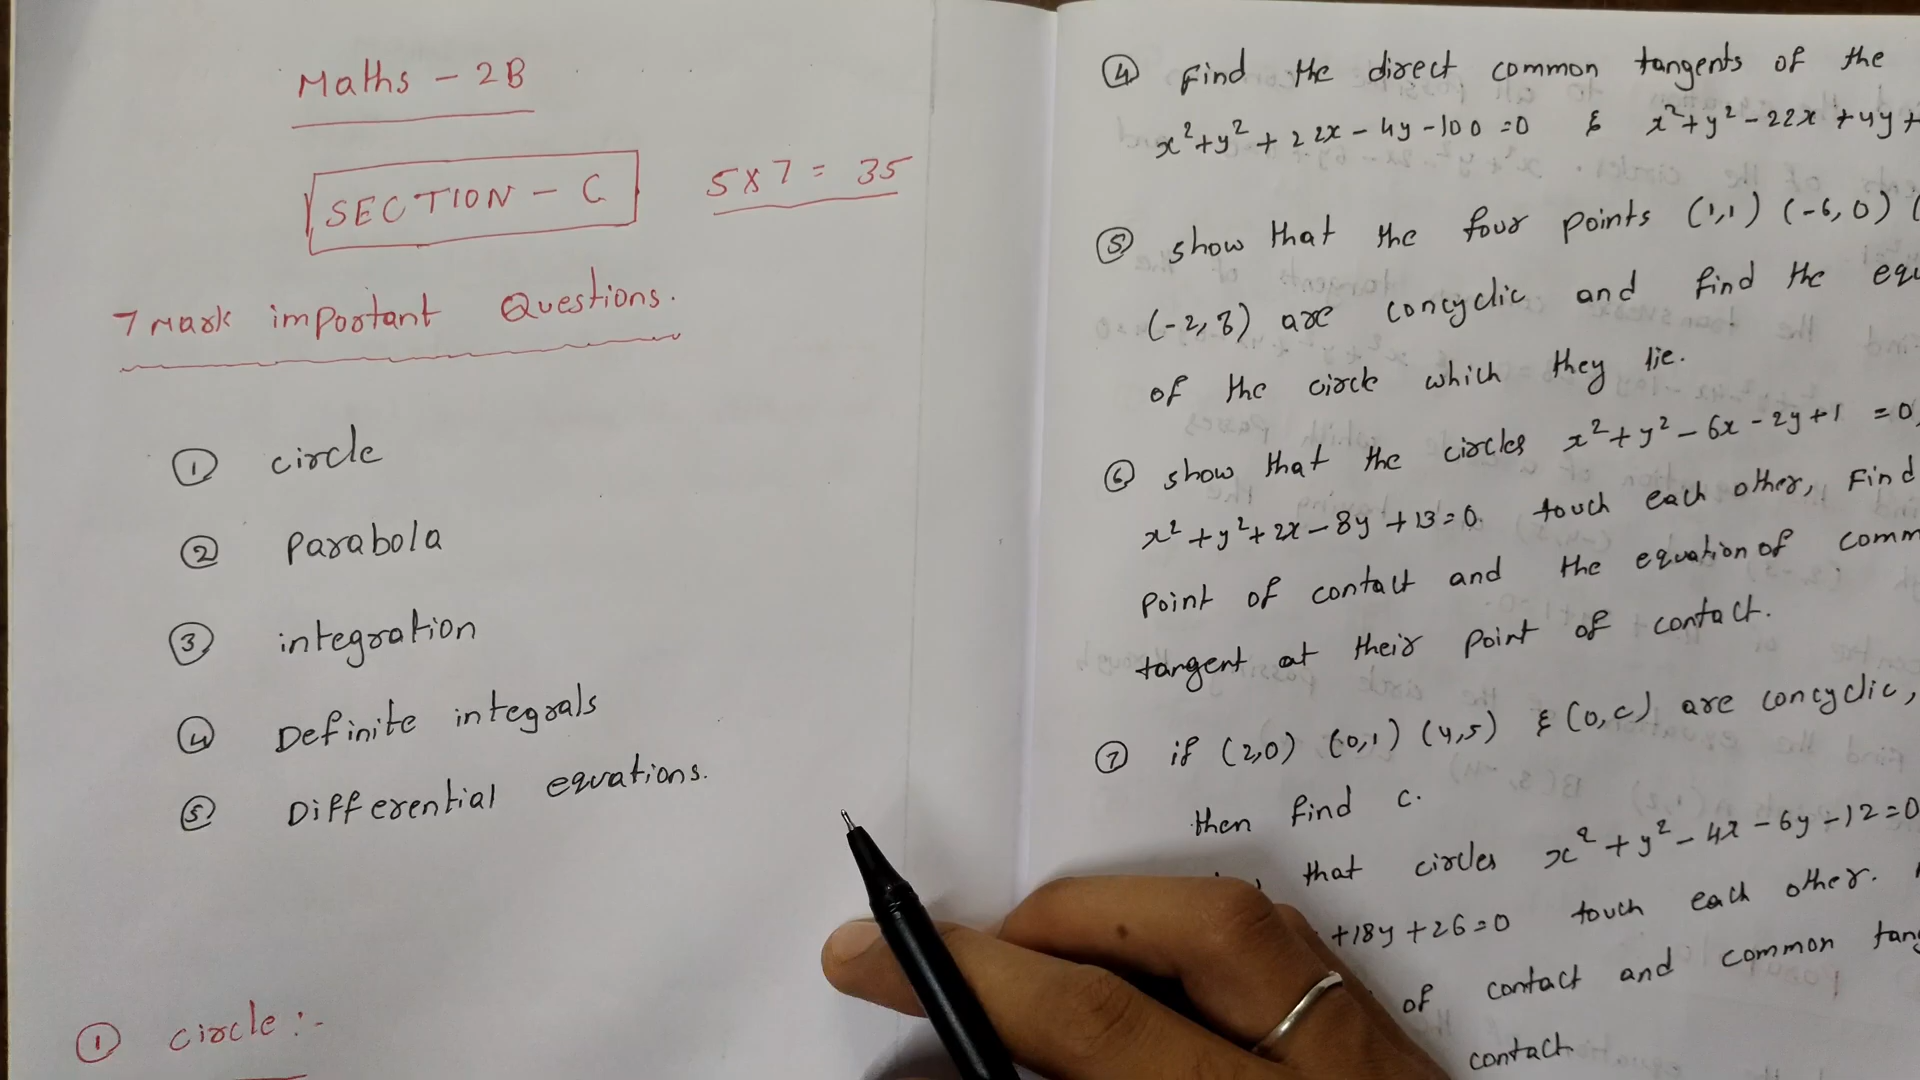 Maths - 2B
SECTION - C
5x7 = 35
7 Mark important Questions.
① circle
② Parabola
③ integration
④ Definite integrals
⑤ Differential equations.
① circle :-
④ Find the direct common tangents of the
x²+y²+22x-4y-100=0 & x²+y²-22x+4y+
⑤ show that the four points (1,1) (-6,0) (
(-2,8) are concyclic and find the equ
of the circle which they lie.
⑥ show that the circles x²+y²-6x-2y+1=0,
x²+y²+2x-8y+13=0. touch each other, Find
point of contact and the equation of comm
tangent at their point of contact.
⑦ if (2,0) (0,1) (4,5) & (0,c) are concyclic,
then find c.
that circles x²+y²-4x-6y-12=0
+18y+26=0 touch each other.
of contact and common tang
contact